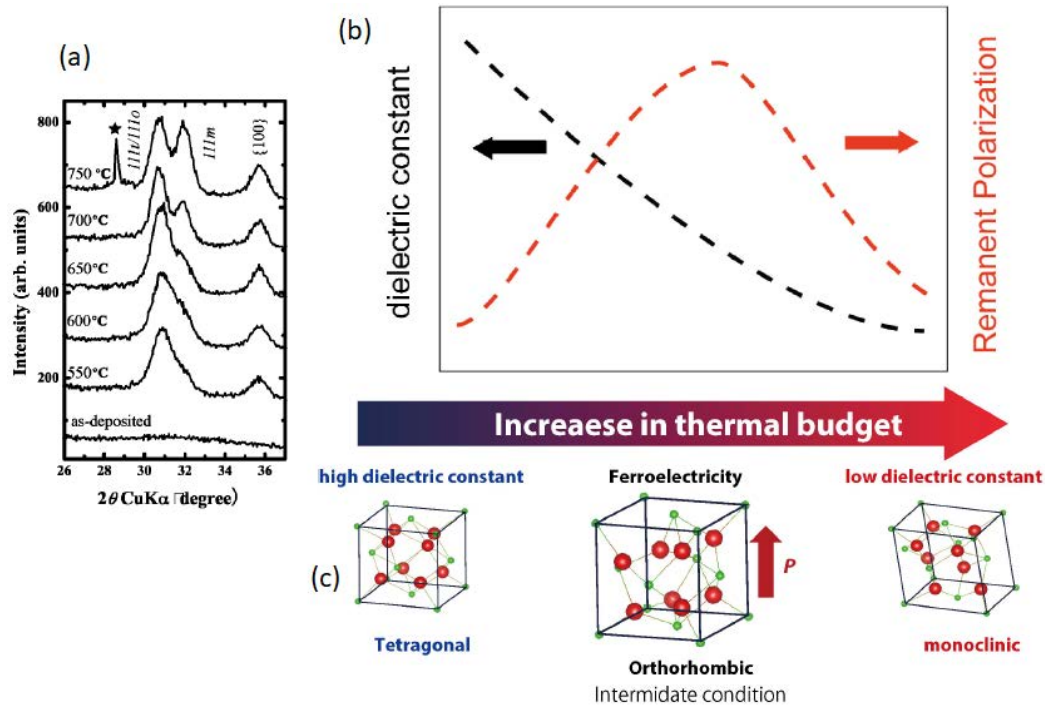 (a)
800
600
400
200
★
111t/111o
111m
{100}
750 °C
700°C
650°C
600°C
550°C
as-deposited
Intensity (arb. units)
26 28 30 32 34 36
2θ CuKα degree)
(b)
dielectric constant
Remanent Polarization
Increaese in thermal budget
high dielectric constant
Ferroelectricity
low dielectric constant
(c)
P
Tetragonal
Orthorhombic
monoclinic
Intermidate condition